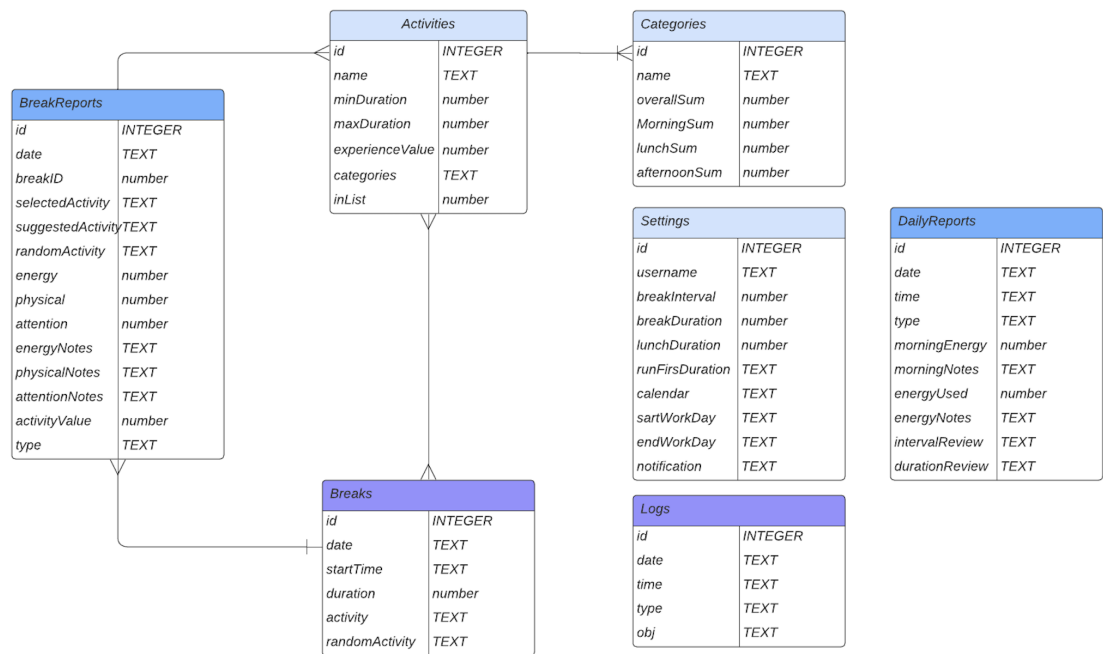 Activities
id INTEGER
name TEXT
minDuration number
maxDuration number
experienceValue number
categories TEXT
inList number
Categories
id INTEGER
name TEXT
overallSum number
MorningSum number
lunchSum number
afternoonSum number
BreakReports
id INTEGER
date TEXT
breakID number
selectedActivity TEXT
suggestedActivity TEXT
randomActivity TEXT
energy number
physical number
attention number
energyNotes TEXT
physicalNotes TEXT
attentionNotes TEXT
activityValue number
type TEXT
Settings
id INTEGER
username TEXT
breakInterval number
breakDuration number
lunchDuration number
runFirsDuration TEXT
calendar TEXT
sartWorkDay TEXT
endWorkDay TEXT
notification TEXT
DailyReports
id INTEGER
date TEXT
time TEXT
type TEXT
morningEnergy number
morningNotes TEXT
energyUsed number
energyNotes TEXT
intervalReview TEXT
durationReview TEXT
Breaks
id INTEGER
date TEXT
startTime TEXT
duration number
activity TEXT
randomActivity TEXT
Logs
id INTEGER
date TEXT
time TEXT
type TEXT
obj TEXT